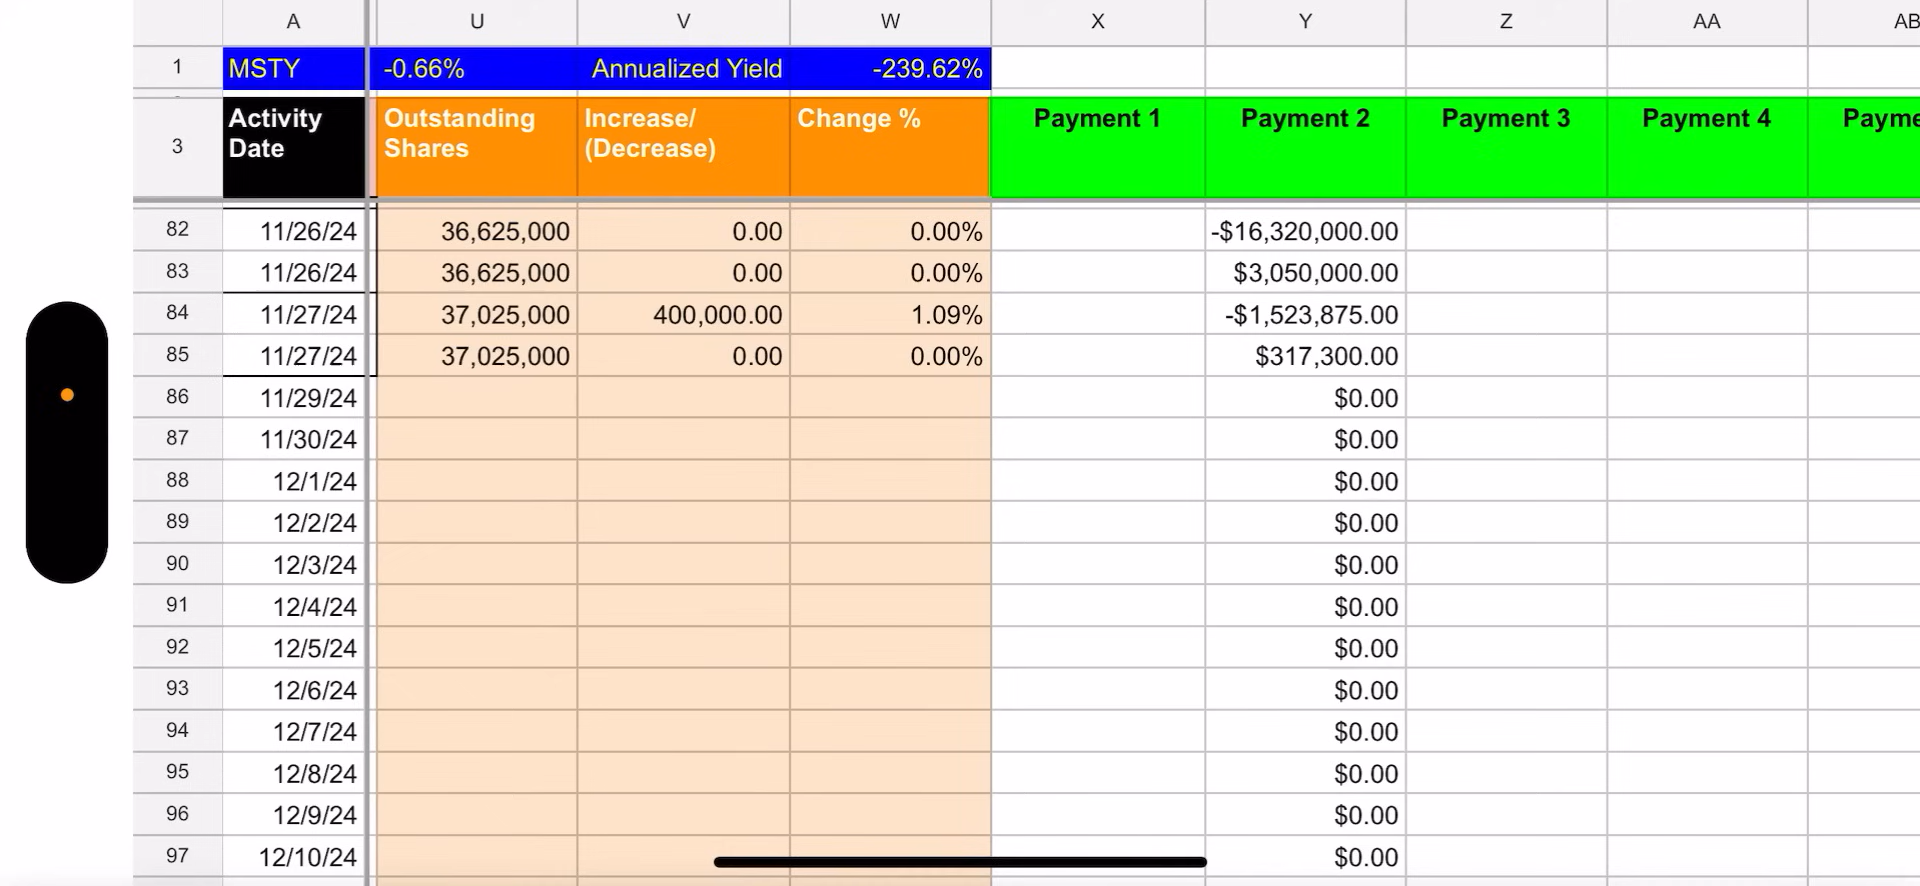 A U V W X Y Z AA AB
1 MSTY -0.66% Annualized Yield -239.62%
3 Activity Date Outstanding Shares Increase/ (Decrease) Change % Payment 1 Payment 2 Payment 3 Payment 4 Payme
82 11/26/24 36,625,000 0.00 0.00% -$16,320,000.00
83 11/26/24 36,625,000 0.00 0.00% $3,050,000.00
84 11/27/24 37,025,000 400,000.00 1.09% -$1,523,875.00
85 11/27/24 37,025,000 0.00 0.00% $317,300.00
86 11/29/24 $0.00
87 11/30/24 $0.00
88 12/1/24 $0.00
89 12/2/24 $0.00
90 12/3/24 $0.00
91 12/4/24 $0.00
92 12/5/24 $0.00
93 12/6/24 $0.00
94 12/7/24 $0.00
95 12/8/24 $0.00
96 12/9/24 $0.00
97 12/10/24 $0.00